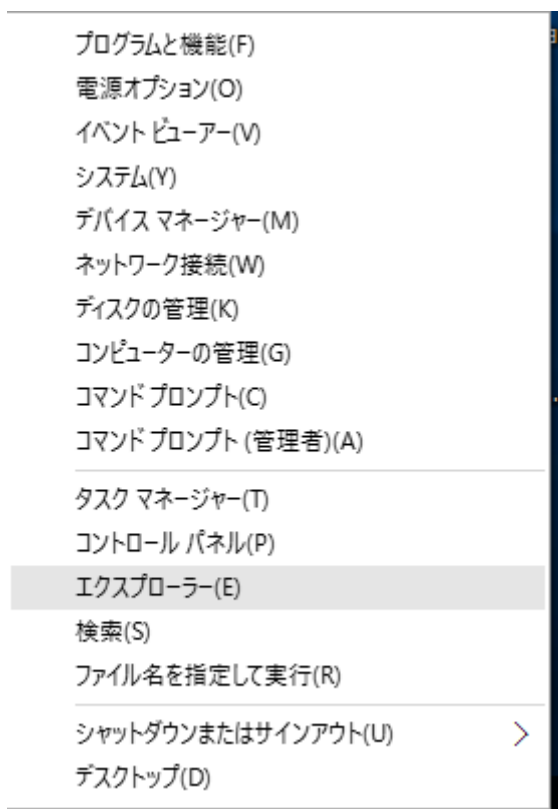 プログラムと機能(F)
電源オプション(O)
イベント ビューアー(V)
システム(Y)
デバイス マネージャー(M)
ネットワーク接続(W)
ディスクの管理(K)
コンピューターの管理(G)
コマンド プロンプト(C)
コマンド プロンプト (管理者)(A)
タスク マネージャー(T)
コントロール パネル(P)
エクスプローラー(E)
検索(S)
ファイル名を指定して実行(R)
シャットダウンまたはサインアウト(U)
デスクトップ(D)